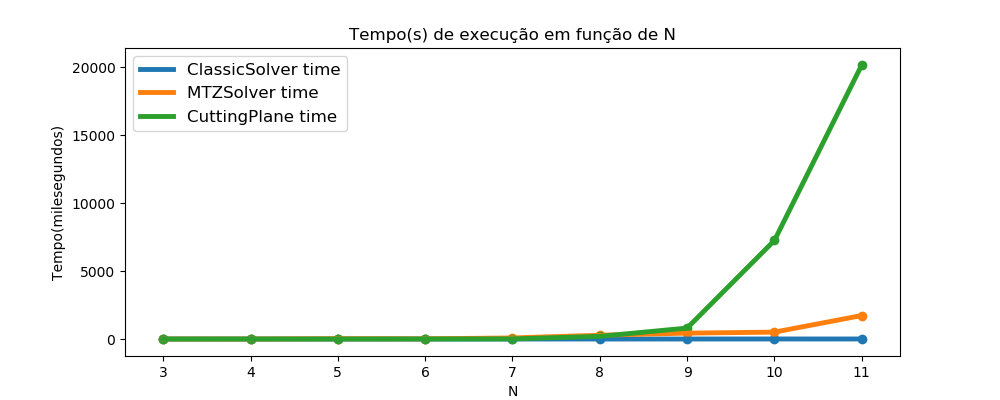 Tempo(s) de execução em função de N
ClassicSolver time
MTZSolver time
CuttingPlane time
Tempo(milesegundos)
20000
15000
10000
5000
0
3 4 5 6 7 8 9 10 11
N